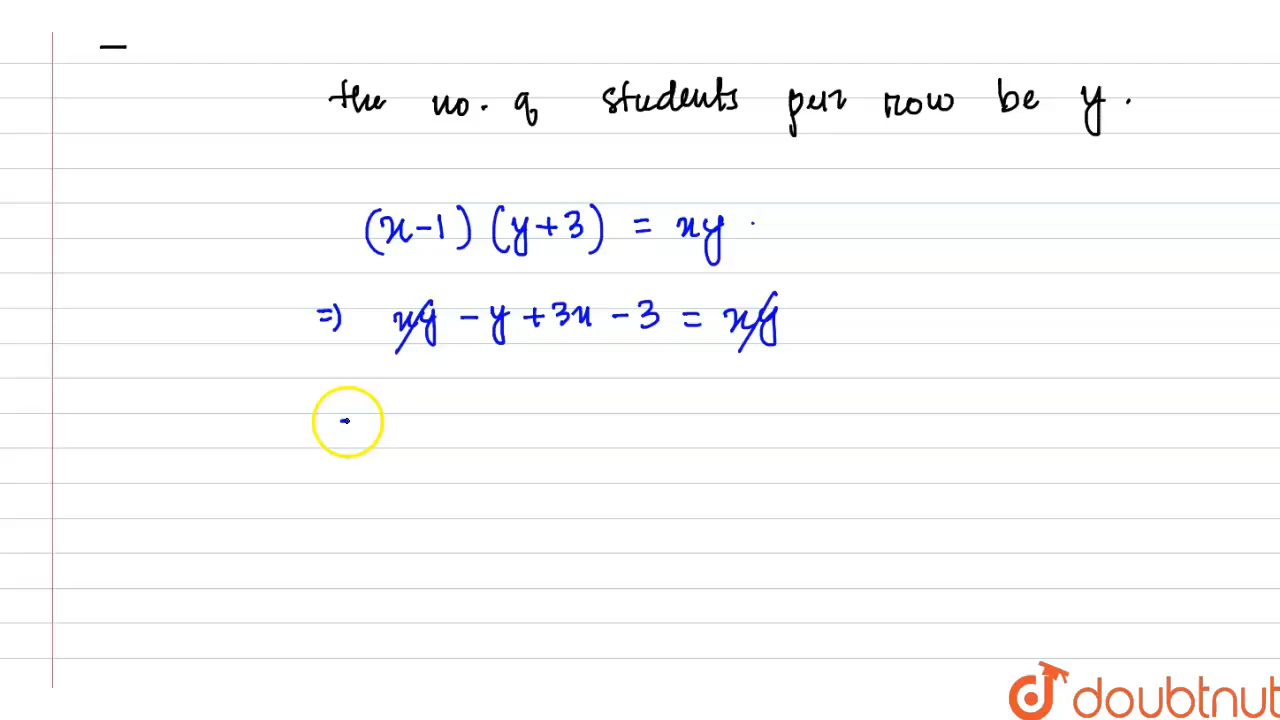 the no. of students per row be y.
(x-1) (y+3) = xy
⇒ xy - y + 3x - 3 = xy
doubtnut